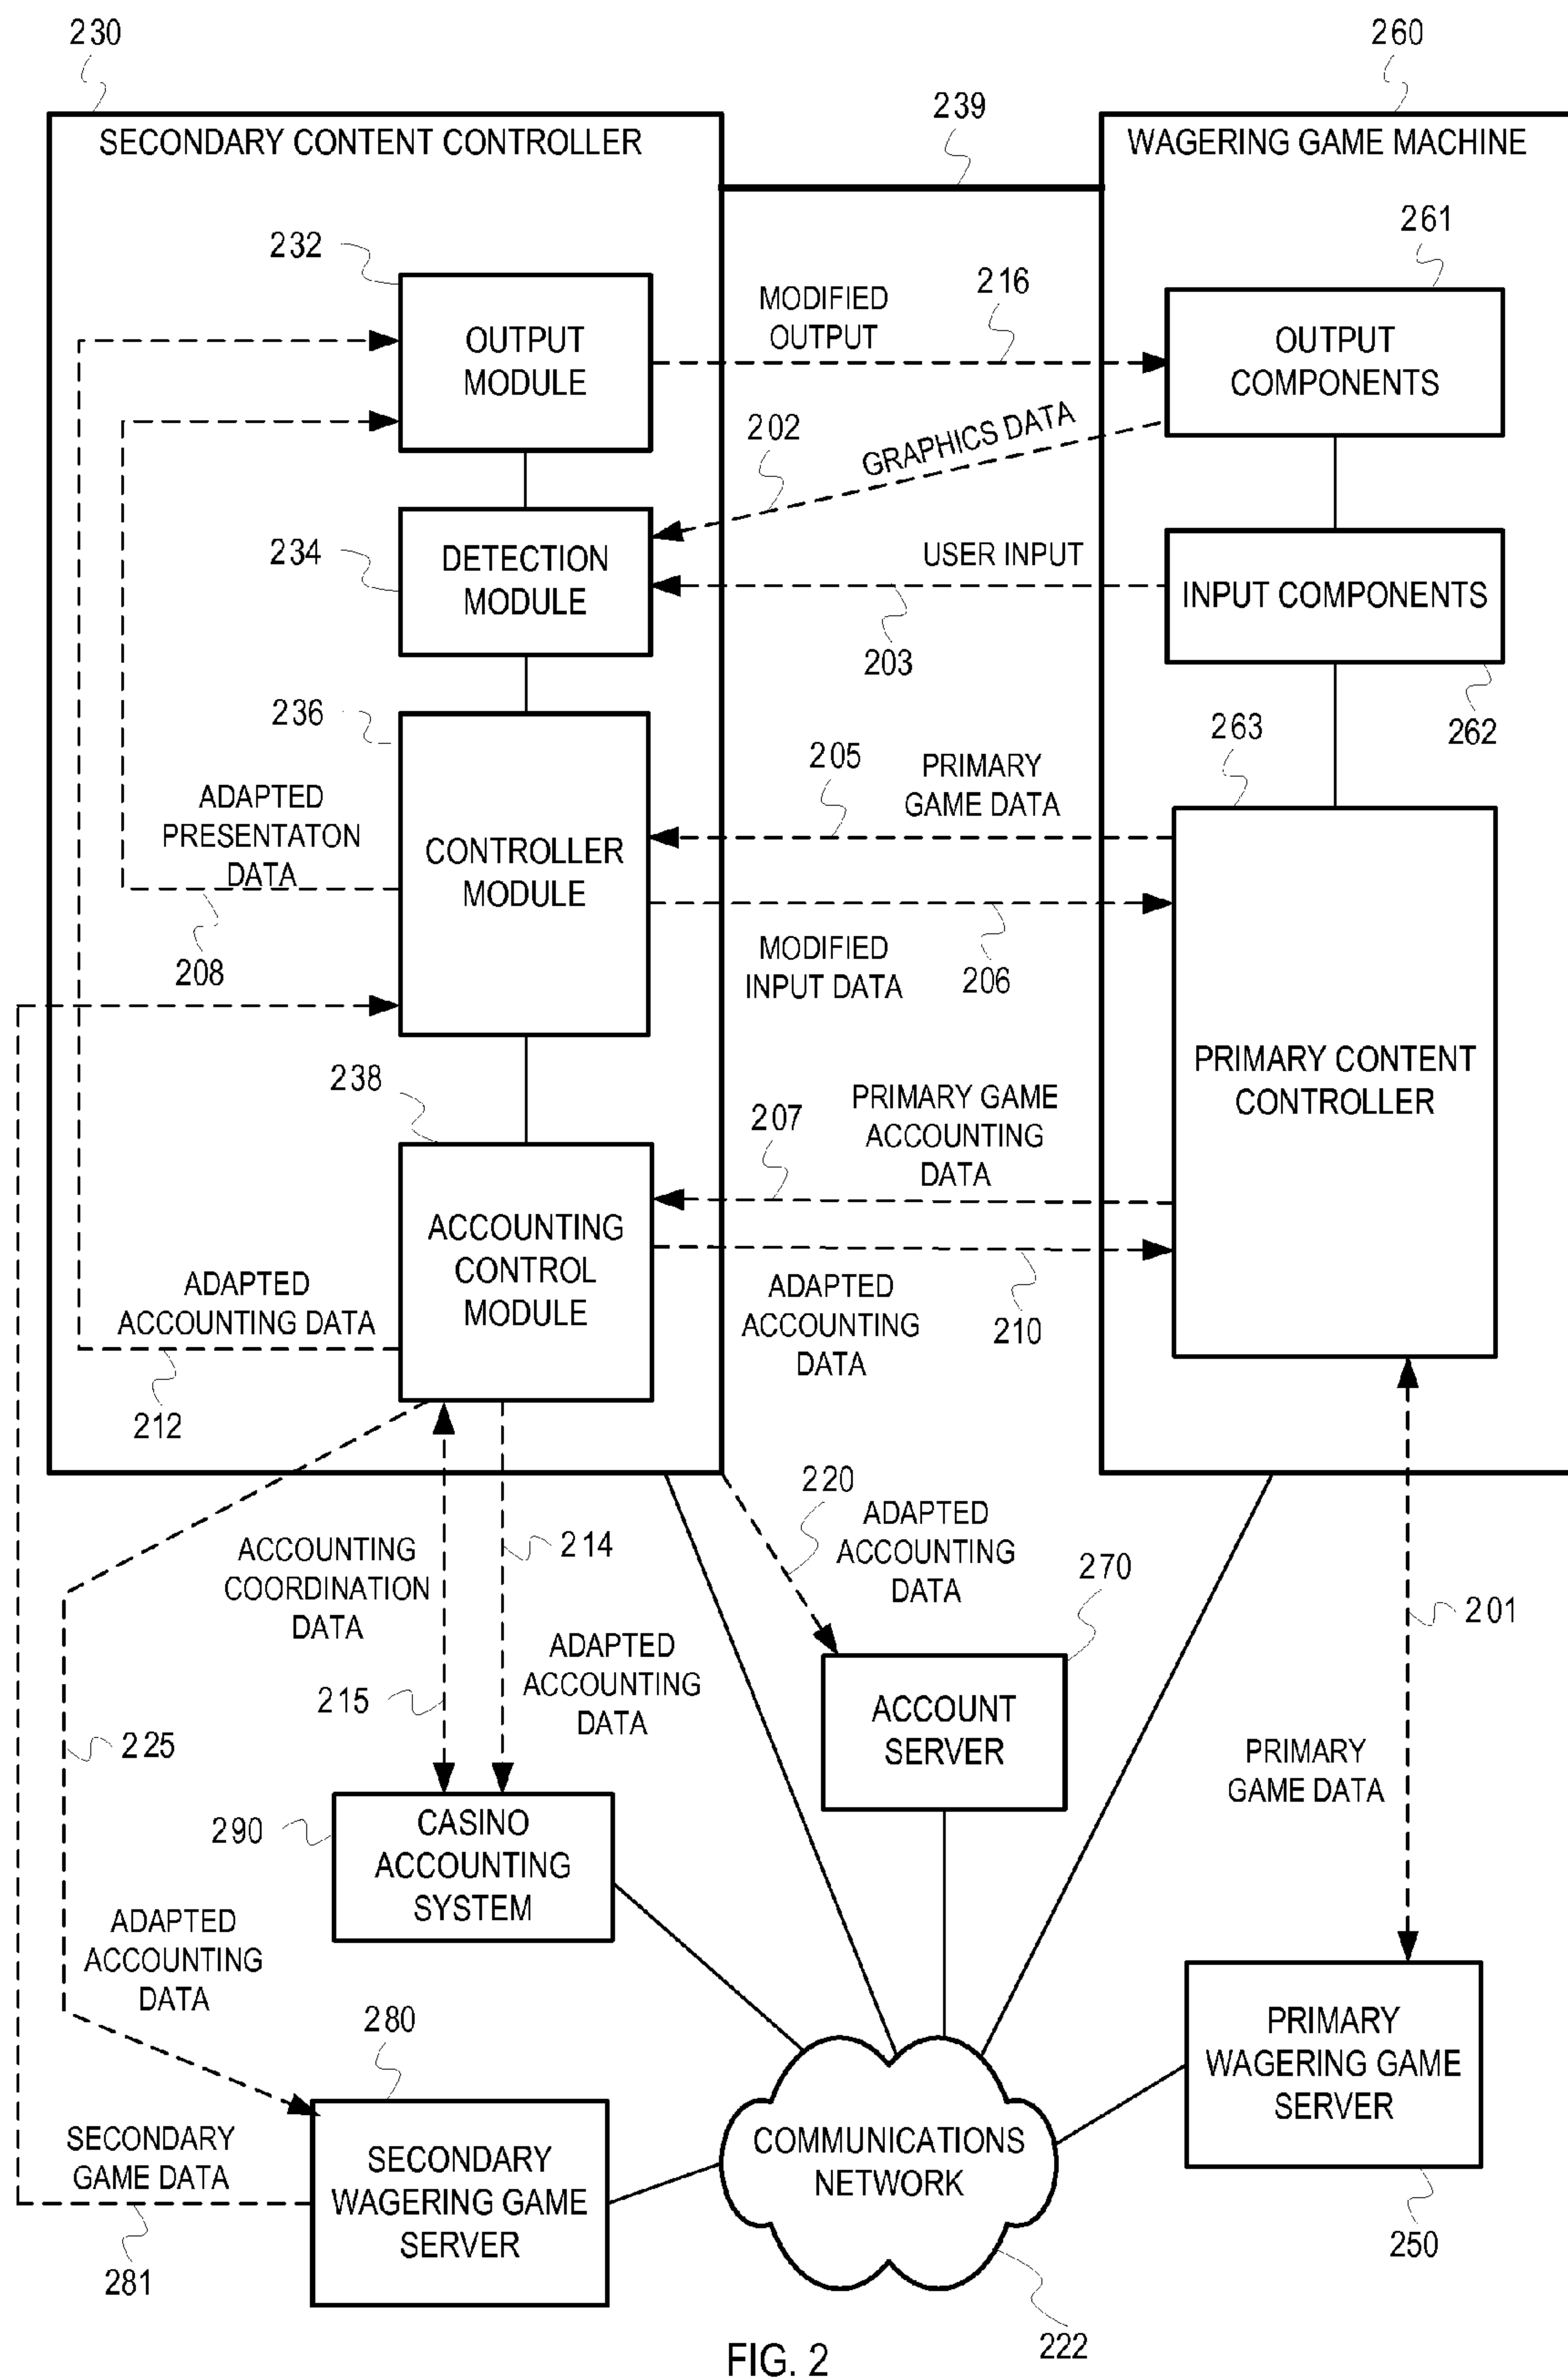 230
260
239
SECONDARY CONTENT CONTROLLER
WAGERING GAME MACHINE
261
232
216
MODIFIED
OUTPUT
OUTPUT
MODULE
OUTPUT
COMPONENTS
202
GRAPHICS DATA
234
DETECTION
MODULE
USER INPUT
INPUT COMPONENTS
203
262
236
263
205
PRIMARY
GAME DATA
ADAPTED
PRESENTATON
DATA
CONTROLLER
MODULE
208
MODIFIED
INPUT DATA
206
PRIMARY CONTENT
CONTROLLER
238
207
PRIMARY GAME
ACCOUNTING
DATA
ACCOUNTING
CONTROL
MODULE
ADAPTED
ACCOUNTING DATA
212
ADAPTED
ACCOUNTING
DATA
210
220
ADAPTED
ACCOUNTING
DATA
ACCOUNTING
COORDINATION
DATA
214
270
201
ADAPTED
ACCOUNTING
DATA
215
225
ACCOUNT
SERVER
PRIMARY
GAME DATA
290
CASINO
ACCOUNTING
SYSTEM
ADAPTED
ACCOUNTING
DATA
280
PRIMARY
WAGERING GAME
SERVER
SECONDARY
GAME DATA
SECONDARY
WAGERING GAME
SERVER
COMMUNICATIONS
NETWORK
250
281
222
FIG. 2